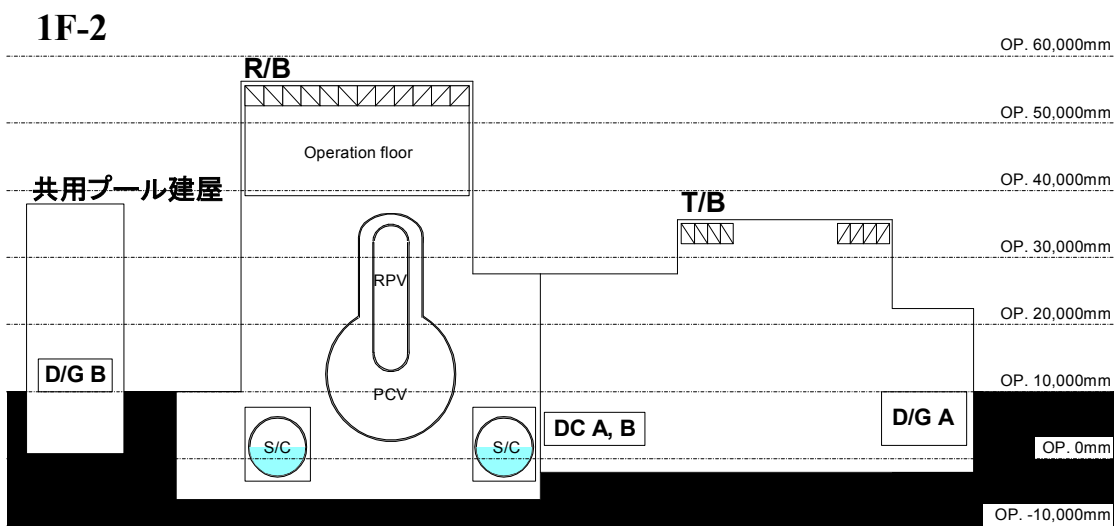 1F-2
OP. 60,000mm
R/B
OP. 50,000mm
Operation floor
共用プール建屋
OP. 40,000mm
T/B
OP. 30,000mm
RPV
OP. 20,000mm
D/G B
OP. 10,000mm
PCV
D/G A
DC A, B
S/C
S/C
OP. 0mm
OP. -10,000mm